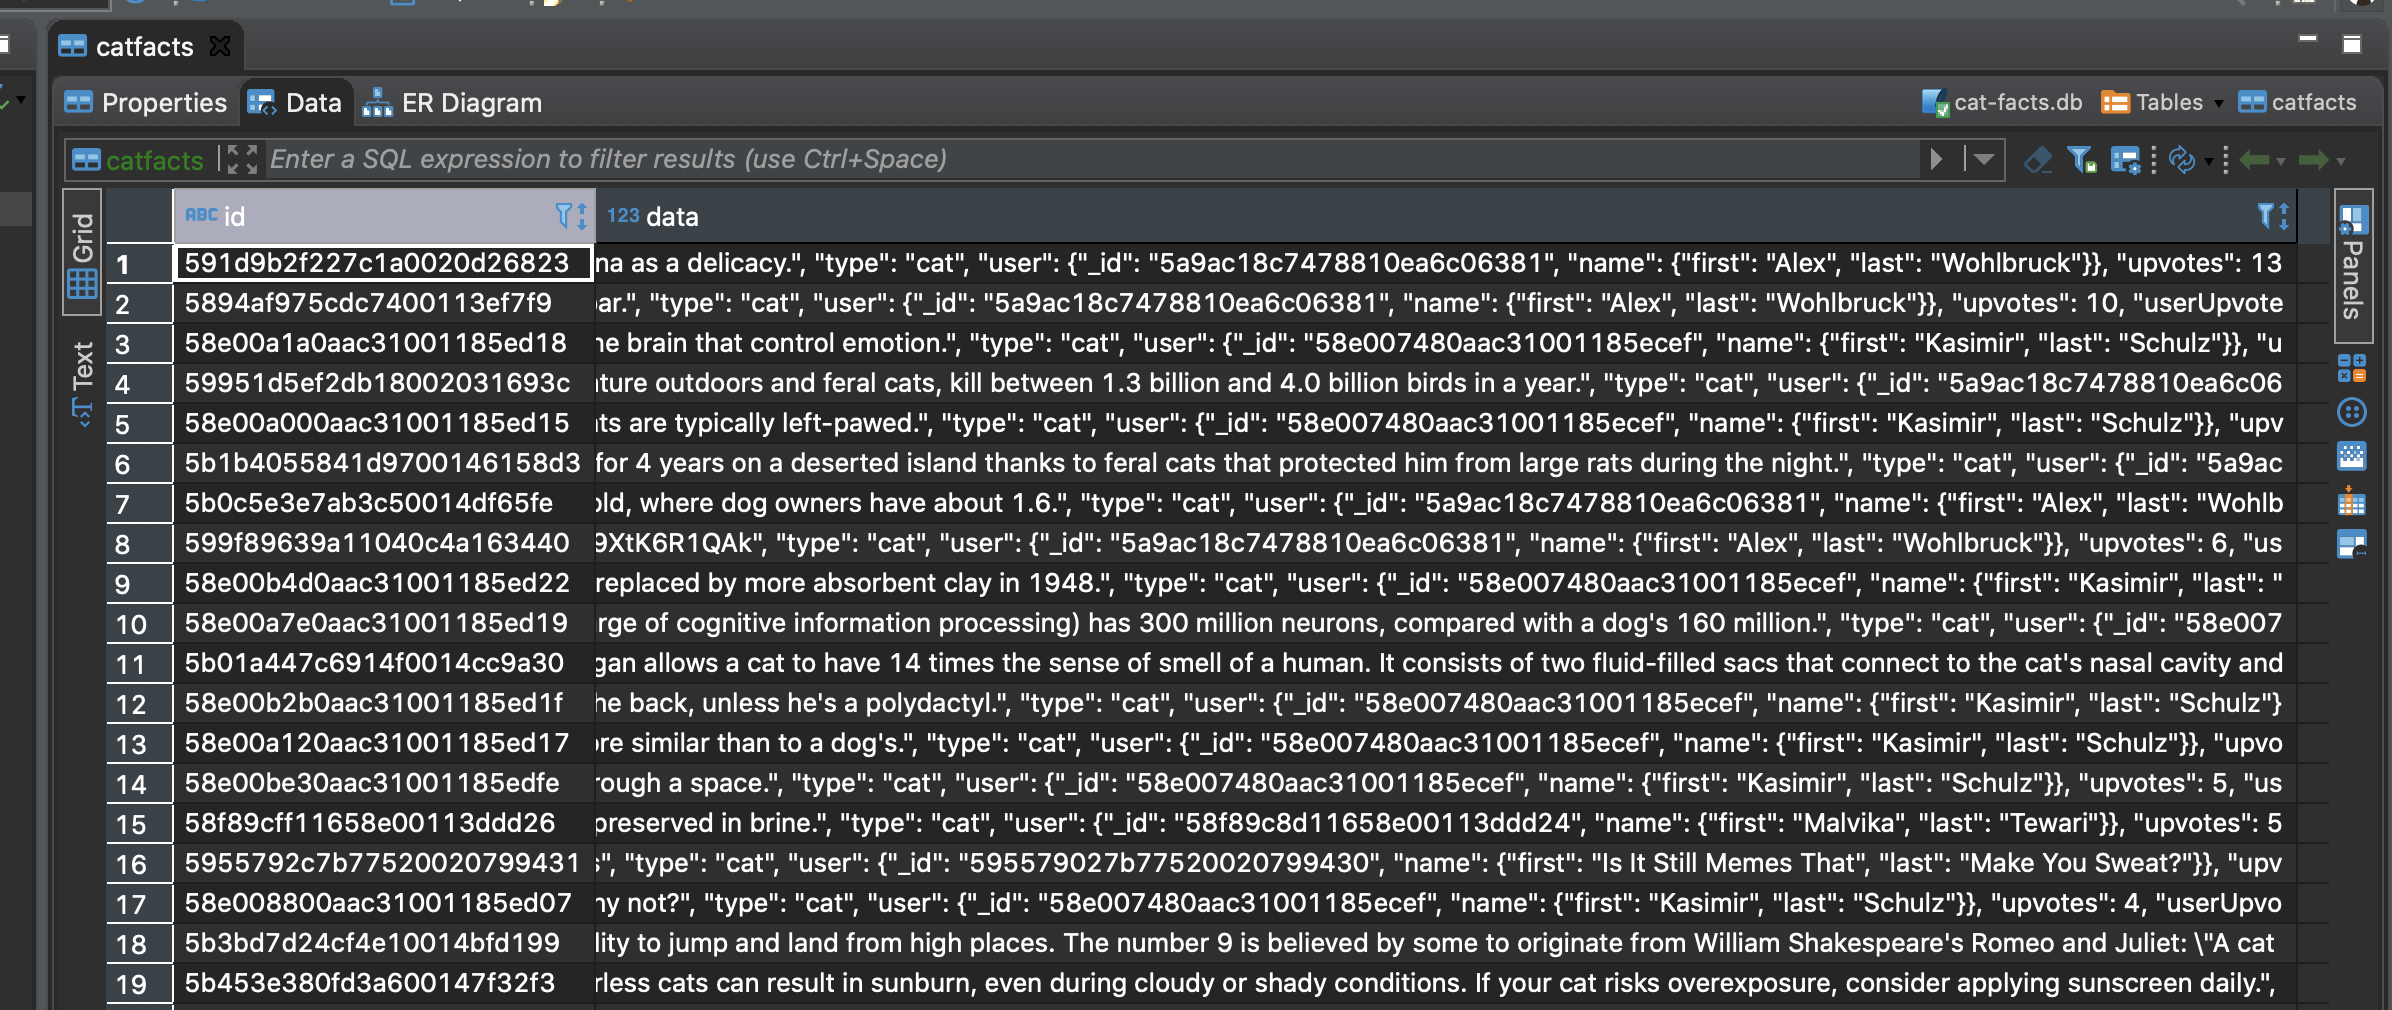 catfacts
Properties Data ER Diagram cat-facts.db Tables catfacts
catfacts Enter a SQL expression to filter results (use Ctrl+Space)
Grid
Text
Panels
ABC id 123 data
1 591d9b2f227c1a0020d26823 na as a delicacy.", "type": "cat", "user": {"_id": "5a9ac18c7478810ea6c06381", "name": {"first": "Alex", "last": "Wohlbruck"}}, "upvotes": 13
2 5894af975cdc7400113ef7f9 ar.", "type": "cat", "user": {"_id": "5a9ac18c7478810ea6c06381", "name": {"first": "Alex", "last": "Wohlbruck"}}, "upvotes": 10, "userUpvote
3 58e00a1a0aac31001185ed18 ne brain that control emotion.", "type": "cat", "user": {"_id": "58e007480aac31001185ecef", "name": {"first": "Kasimir", "last": "Schulz"}}, "u
4 59951d5ef2db18002031693c ature outdoors and feral cats, kill between 1.3 billion and 4.0 billion birds in a year.", "type": "cat", "user": {"_id": "5a9ac18c7478810ea6c06
5 58e00a000aac31001185ed15 ts are typically left-pawed.", "type": "cat", "user": {"_id": "58e007480aac31001185ecef", "name": {"first": "Kasimir", "last": "Schulz"}}, "upv
6 5b1b4055841d9700146158d3 for 4 years on a deserted island thanks to feral cats that protected him from large rats during the night.", "type": "cat", "user": {"_id": "5a9ac
7 5b0c5e3e7ab3c50014df65fe old, where dog owners have about 1.6.", "type": "cat", "user": {"_id": "5a9ac18c7478810ea6c06381", "name": {"first": "Alex", "last": "Wohlb
8 599f89639a11040c4a163440 9XtK6R1QAk", "type": "cat", "user": {"_id": "5a9ac18c7478810ea6c06381", "name": {"first": "Alex", "last": "Wohlbruck"}}, "upvotes": 6, "us
9 58e00b4d0aac31001185ed22 replaced by more absorbent clay in 1948.", "type": "cat", "user": {"_id": "58e007480aac31001185ecef", "name": {"first": "Kasimir", "last": "
10 58e00a7e0aac31001185ed19 rge of cognitive information processing) has 300 million neurons, compared with a dog's 160 million.", "type": "cat", "user": {"_id": "58e007
11 5b01a447c6914f0014cc9a30 gan allows a cat to have 14 times the sense of smell of a human. It consists of two fluid-filled sacs that connect to the cat's nasal cavity and
12 58e00b2b0aac31001185ed1f ne back, unless he's a polydactyl.", "type": "cat", "user": {"_id": "58e007480aac31001185ecef", "name": {"first": "Kasimir", "last": "Schulz"}
13 58e00a120aac31001185ed17 ore similar than to a dog's.", "type": "cat", "user": {"_id": "58e007480aac31001185ecef", "name": {"first": "Kasimir", "last": "Schulz"}}, "upvo
14 58e00be30aac31001185edfe rough a space.", "type": "cat", "user": {"_id": "58e007480aac31001185ecef", "name": {"first": "Kasimir", "last": "Schulz"}}, "upvotes": 5, "us
15 58f89cff11658e00113ddd26 preserved in brine.", "type": "cat", "user": {"_id": "58f89c8d11658e00113ddd24", "name": {"first": "Malvika", "last": "Tewari"}}, "upvotes": 5
16 5955792c7b77520020799431 s", "type": "cat", "user": {"_id": "595579027b77520020799430", "name": {"first": "Is It Still Memes That", "last": "Make You Sweat?"}}, "upv
17 58e008800aac31001185ed07 hy not?", "type": "cat", "user": {"_id": "58e007480aac31001185ecef", "name": {"first": "Kasimir", "last": "Schulz"}}, "upvotes": 4, "userUpvo
18 5b3bd7d24cf4e10014bfd199 lity to jump and land from high places. The number 9 is believed by some to originate from William Shakespeare's Romeo and Juliet: \"A cat
19 5b453e380fd3a600147f32f3 rless cats can result in sunburn, even during cloudy or shady conditions. If your cat risks overexposure, consider applying sunscreen daily.",